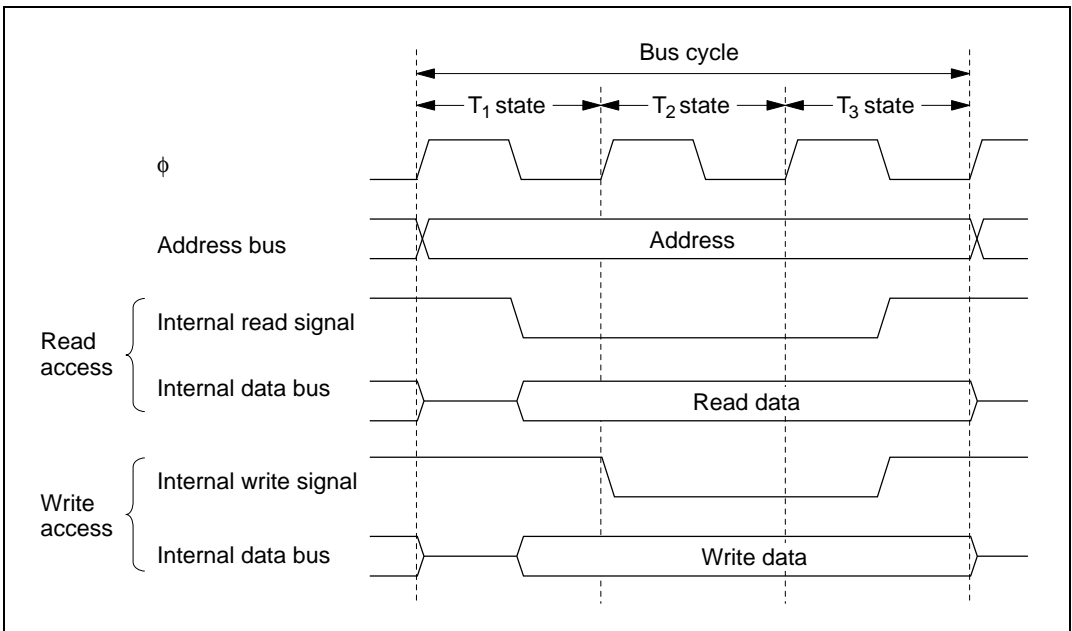 Bus cycle
T1 state
T2 state
T3 state
ϕ
Address bus
Address
Read
access
Internal read signal
Internal data bus
Read data
Write
access
Internal write signal
Internal data bus
Write data